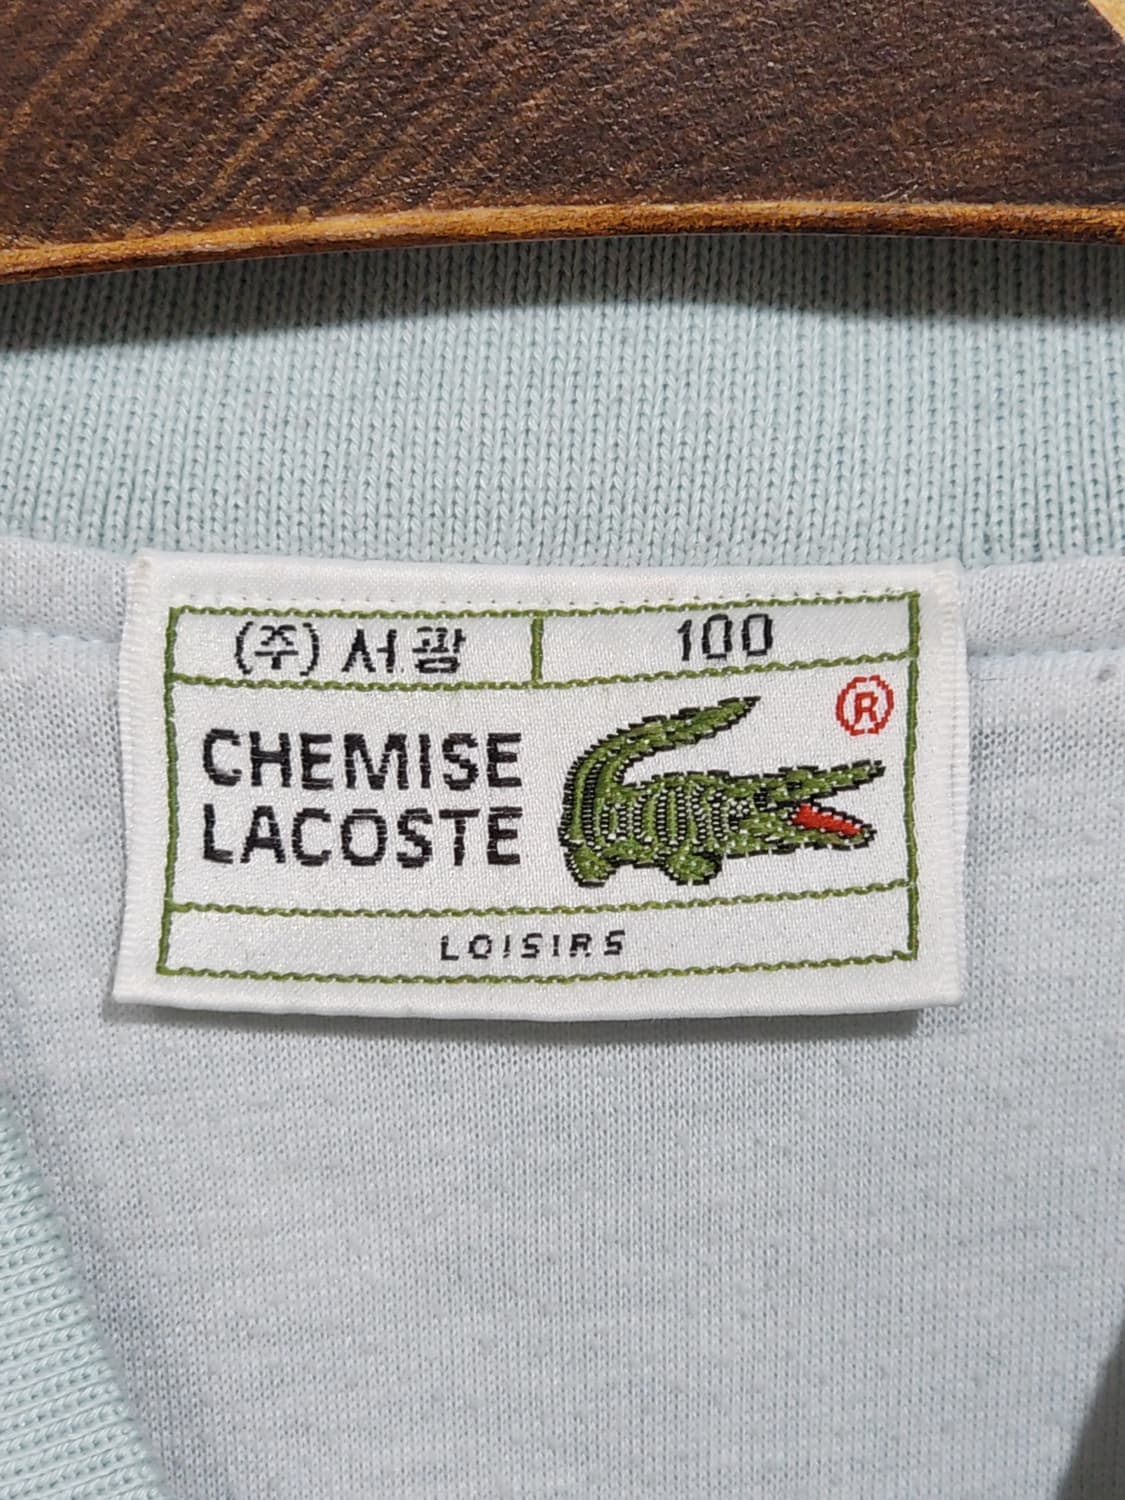 (주) 서광 100
®
CHEMISE
LACOSTE
LOISIRS